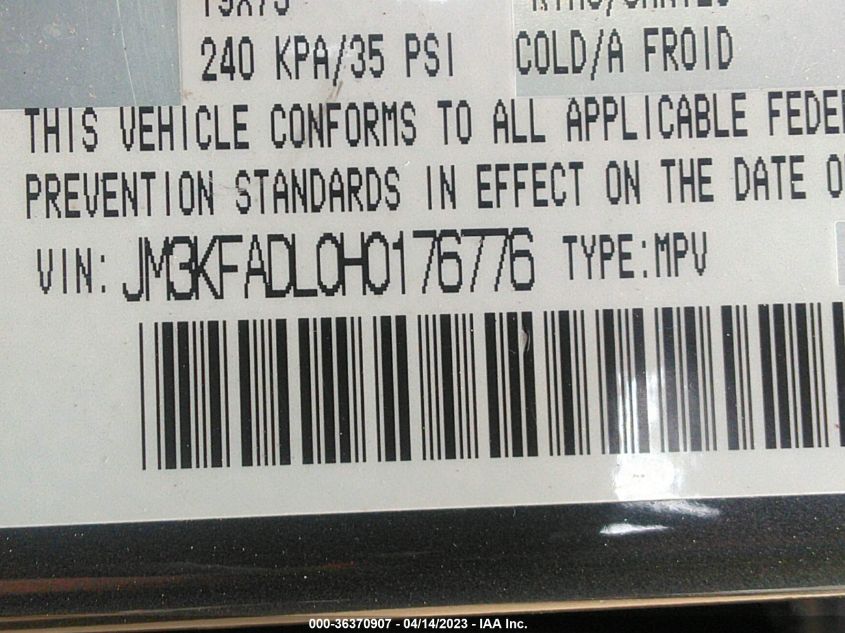 240 KPA/35 PSI COLD/A FROID
THIS VEHICLE CONFORMS TO ALL APPLICABLE FEDE
PREVENTION STANDARDS IN EFFECT ON THE DATE O
VIN: JM3KFADL0H0176776 TYPE:MPV
000-36370907 - 04/14/2023 - IAA Inc.